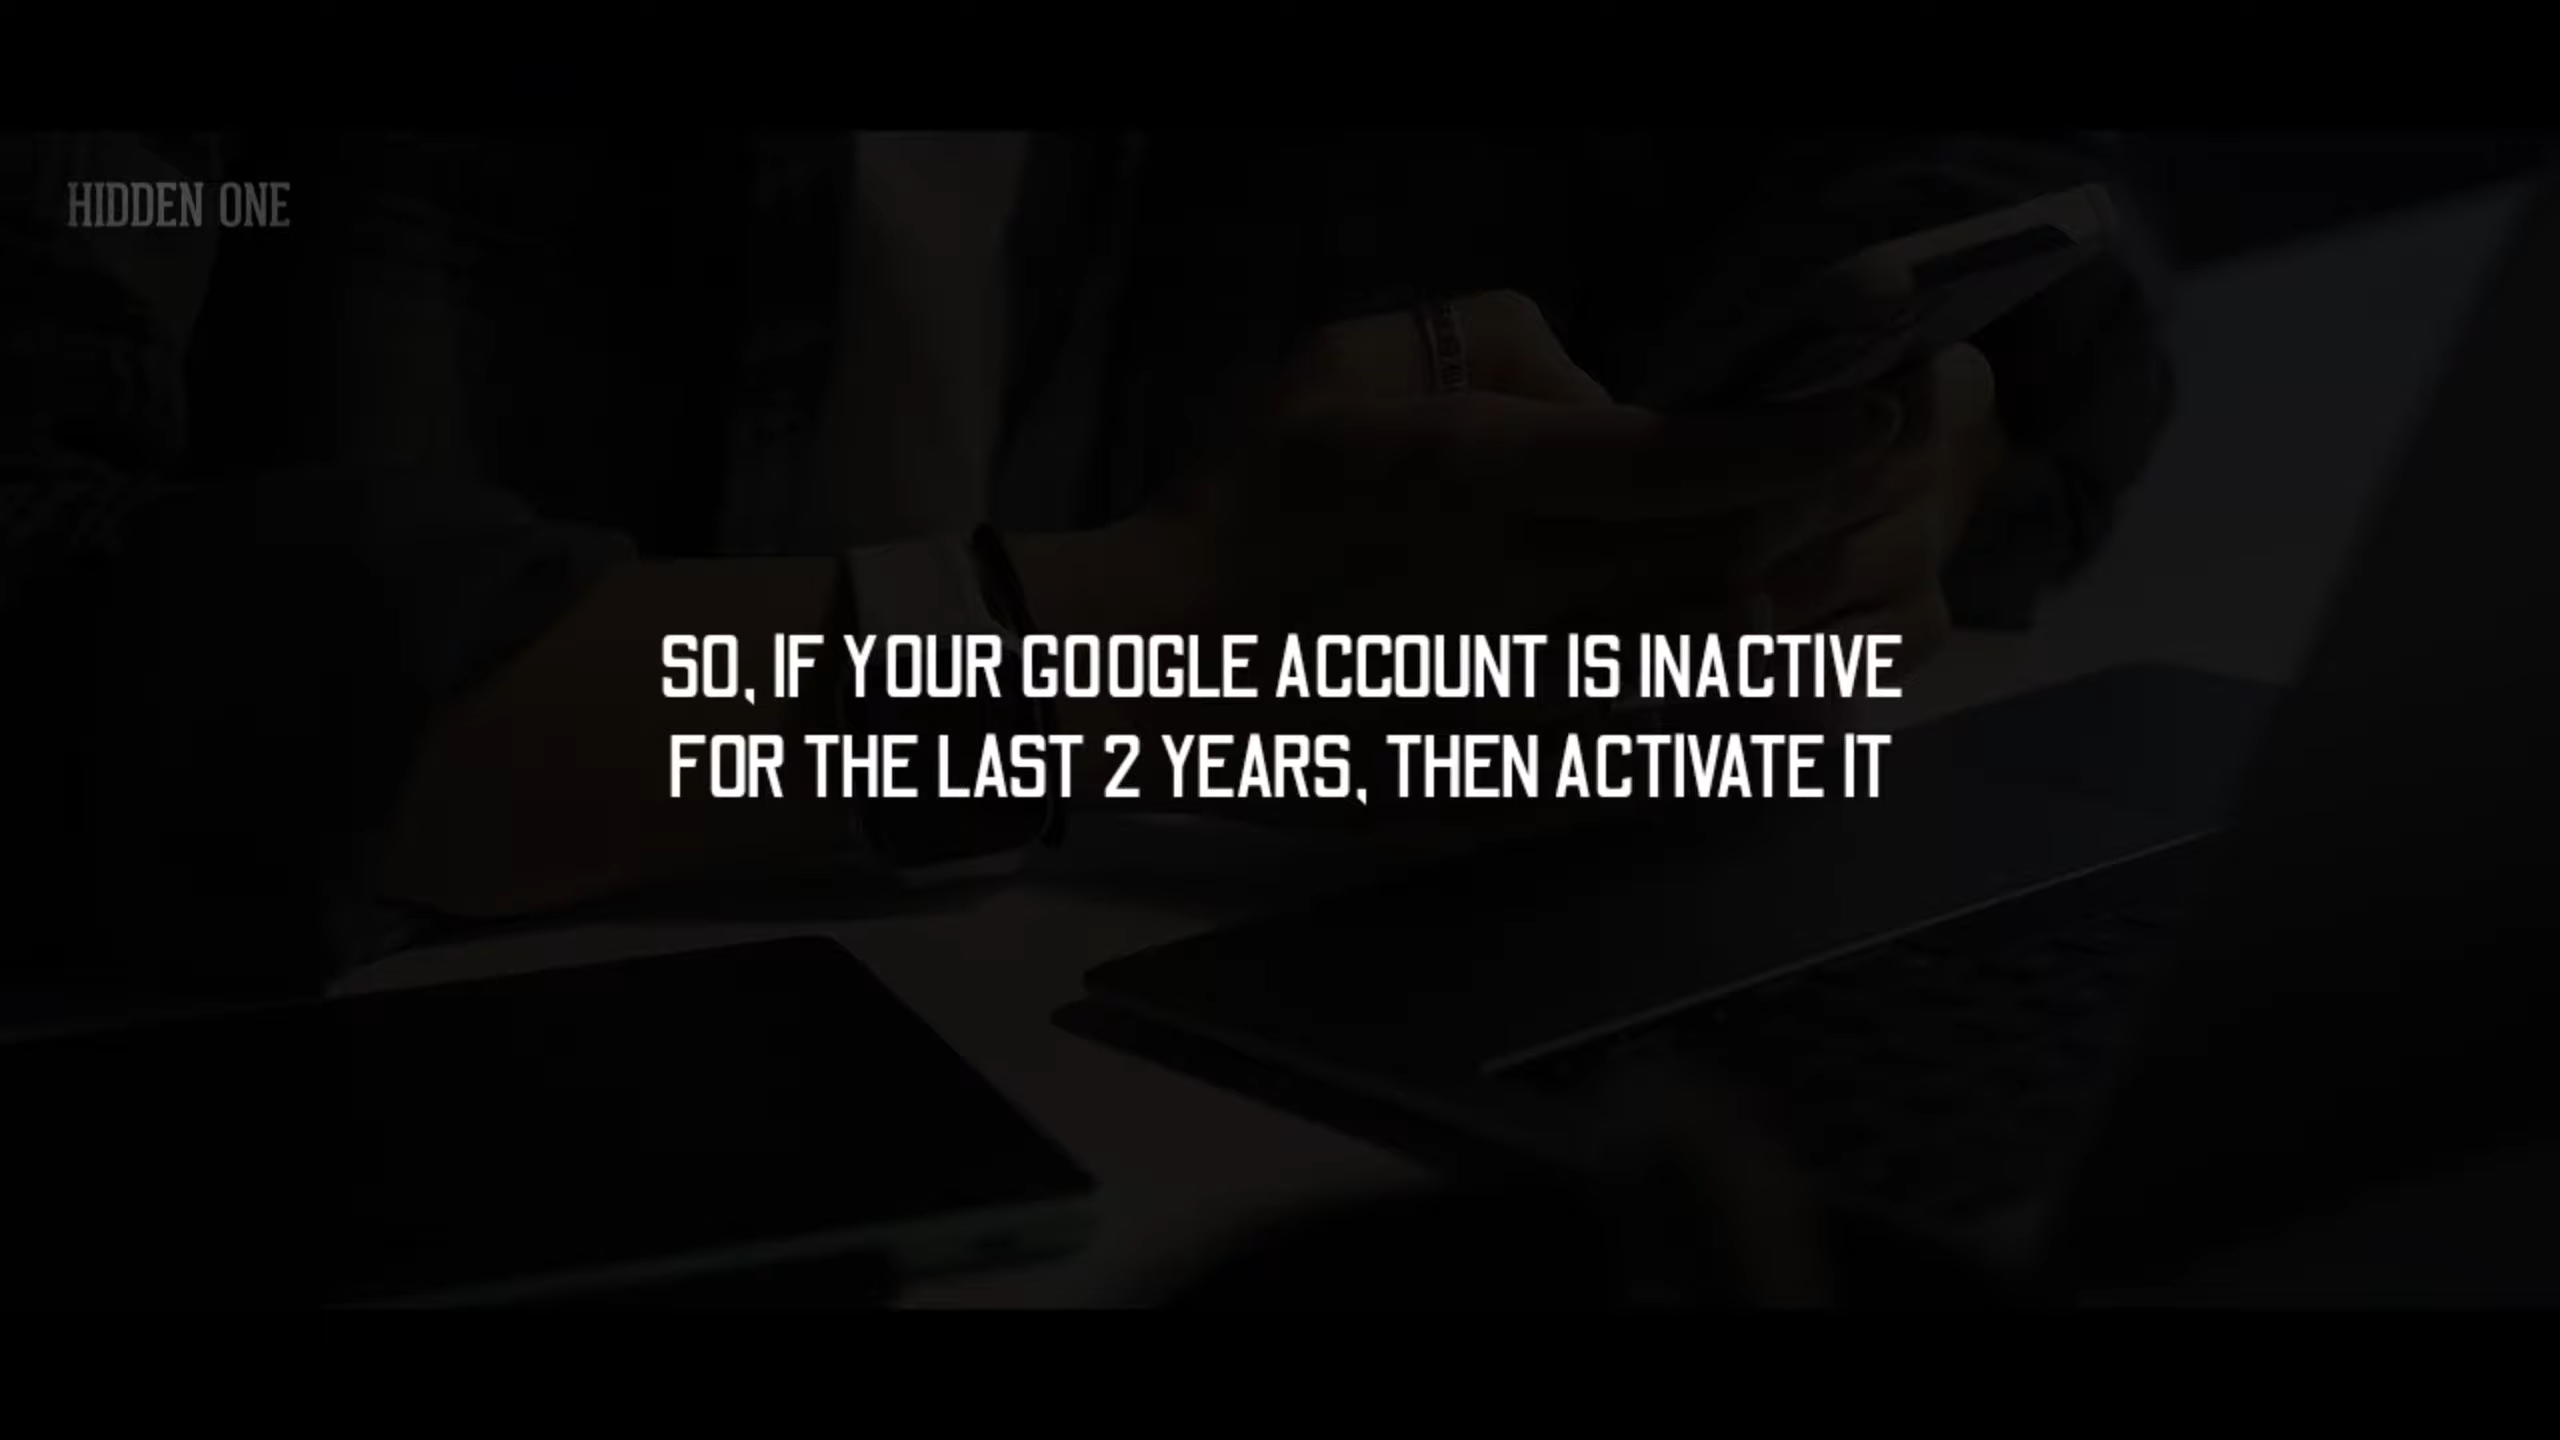 HIDDEN ONE
SO, IF YOUR GOOGLE ACCOUNT IS INACTIVE
FOR THE LAST 2 YEARS, THEN ACTIVATE IT